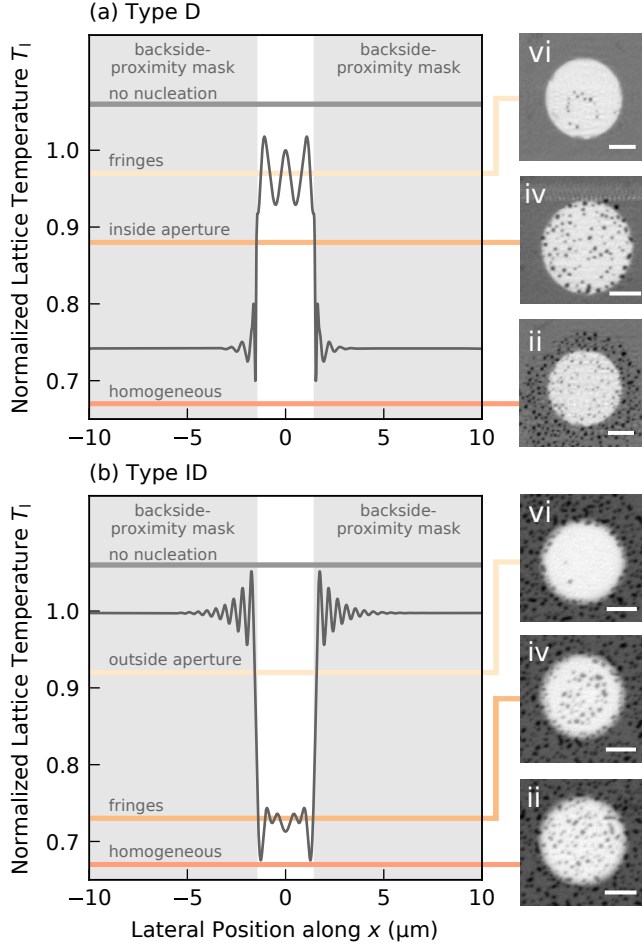 (a) Type D
backside-
proximity mask
backside-
proximity mask
no nucleation
fringes
inside aperture
homogeneous
Normalized Lattice Temperature Tl
1.0
0.9
0.8
0.7
−10
−5
0
5
10
vi
iv
ii
(b) Type ID
backside-
proximity mask
backside-
proximity mask
no nucleation
outside aperture
fringes
homogeneous
Normalized Lattice Temperature Tl
1.0
0.9
0.8
0.7
−10
−5
0
5
10
Lateral Position along x (μm)
vi
iv
ii